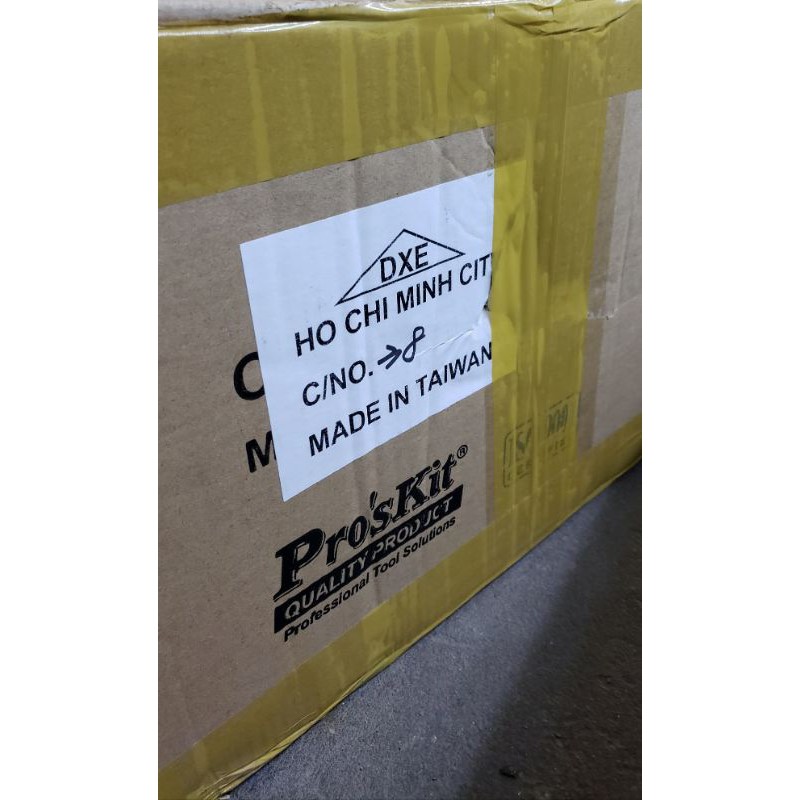 DXE
HO CHI MINH CITY
C/NO. → 8
MADE IN TAIWAN
Pro'sKit®
QUALITY PRODUCT
Professional Tool Solutions